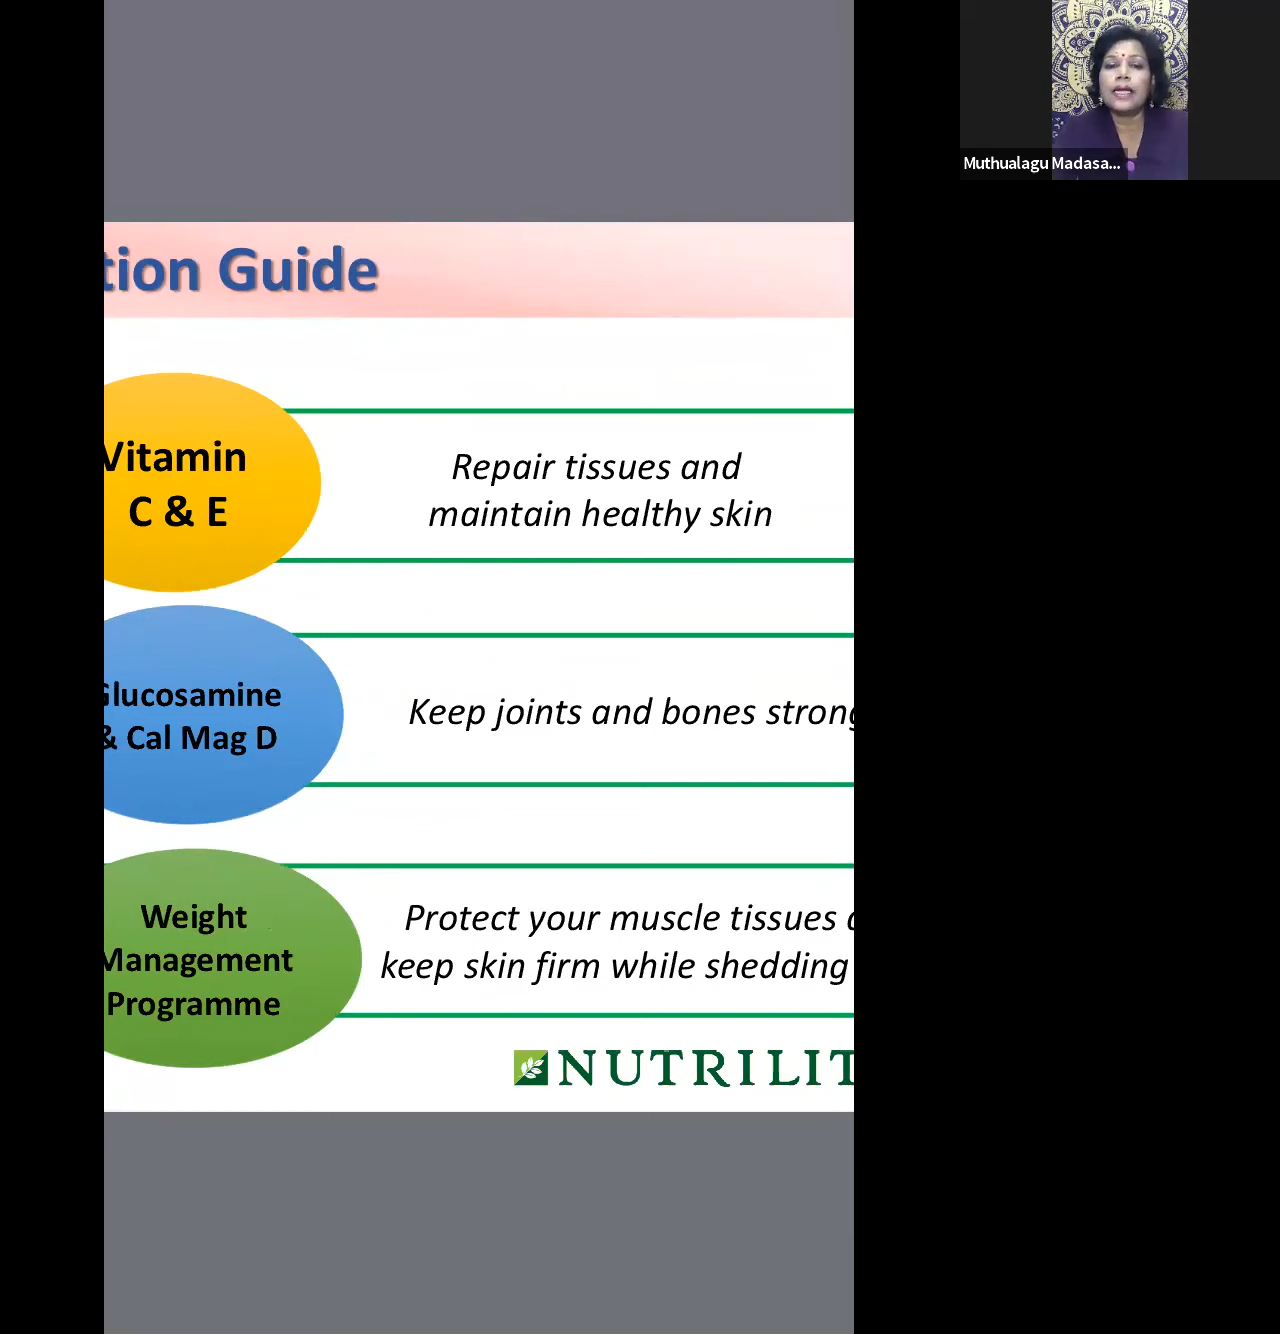 tion Guide
Vitamin
C & E
Repair tissues and
maintain healthy skin
Glucosamine
& Cal Mag D
Keep joints and bones strong
Weight
Management
Programme
Protect your muscle tissues
keep skin firm while shedding
NUTRILIT
Muthualagu Madasa...